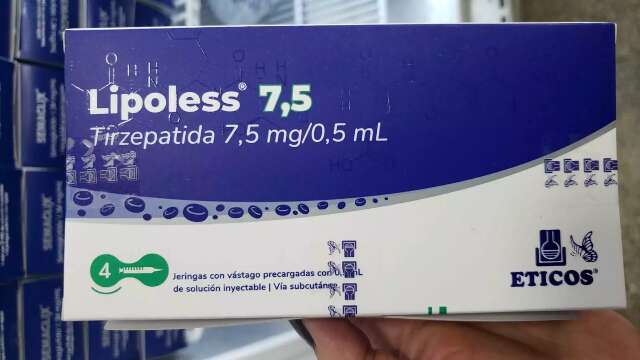 Lipoless® 7,5
Tirzepatida 7,5 mg/0,5 mL
4
Jeringas con vástago precargadas con
de solución inyectable | Vía subcutánea
ETICOS®